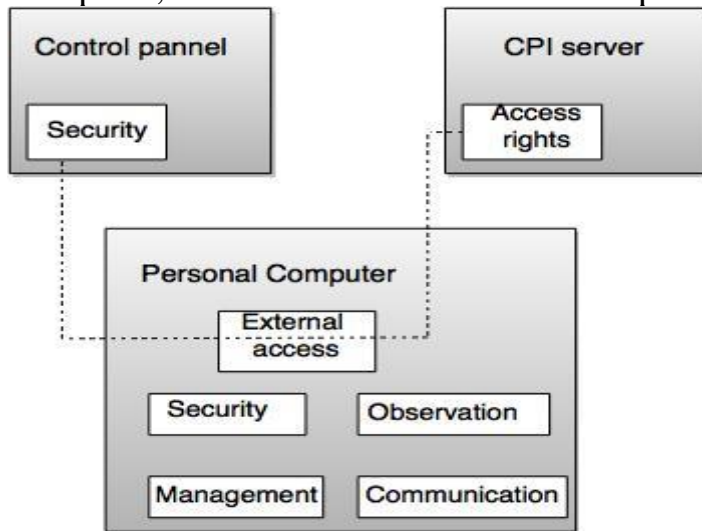 Control pannel
Security
CPI server
Access
rights
Personal Computer
External
access
Security
Observation
Management
Communication